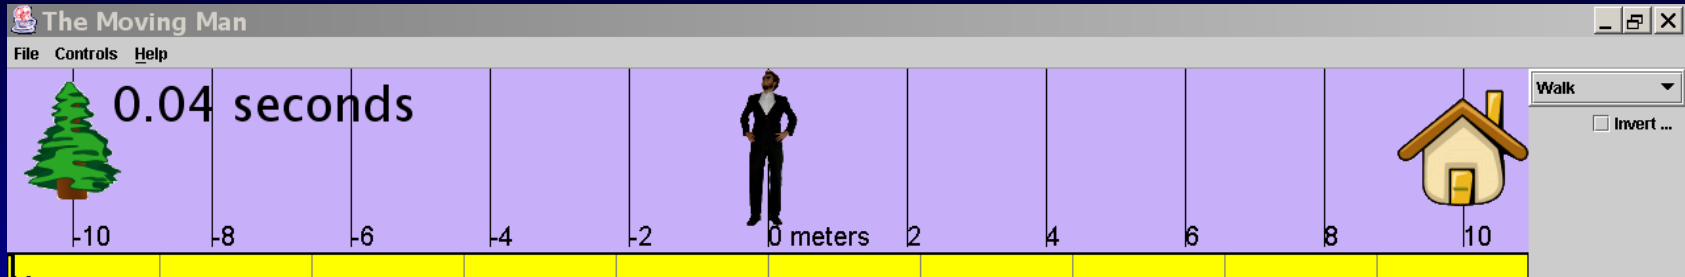 The Moving Man
File Controls Help
0.04 seconds
Walk
Invert ...
-10 -8 -6 -4 -2 0 meters 2 4 6 8 10